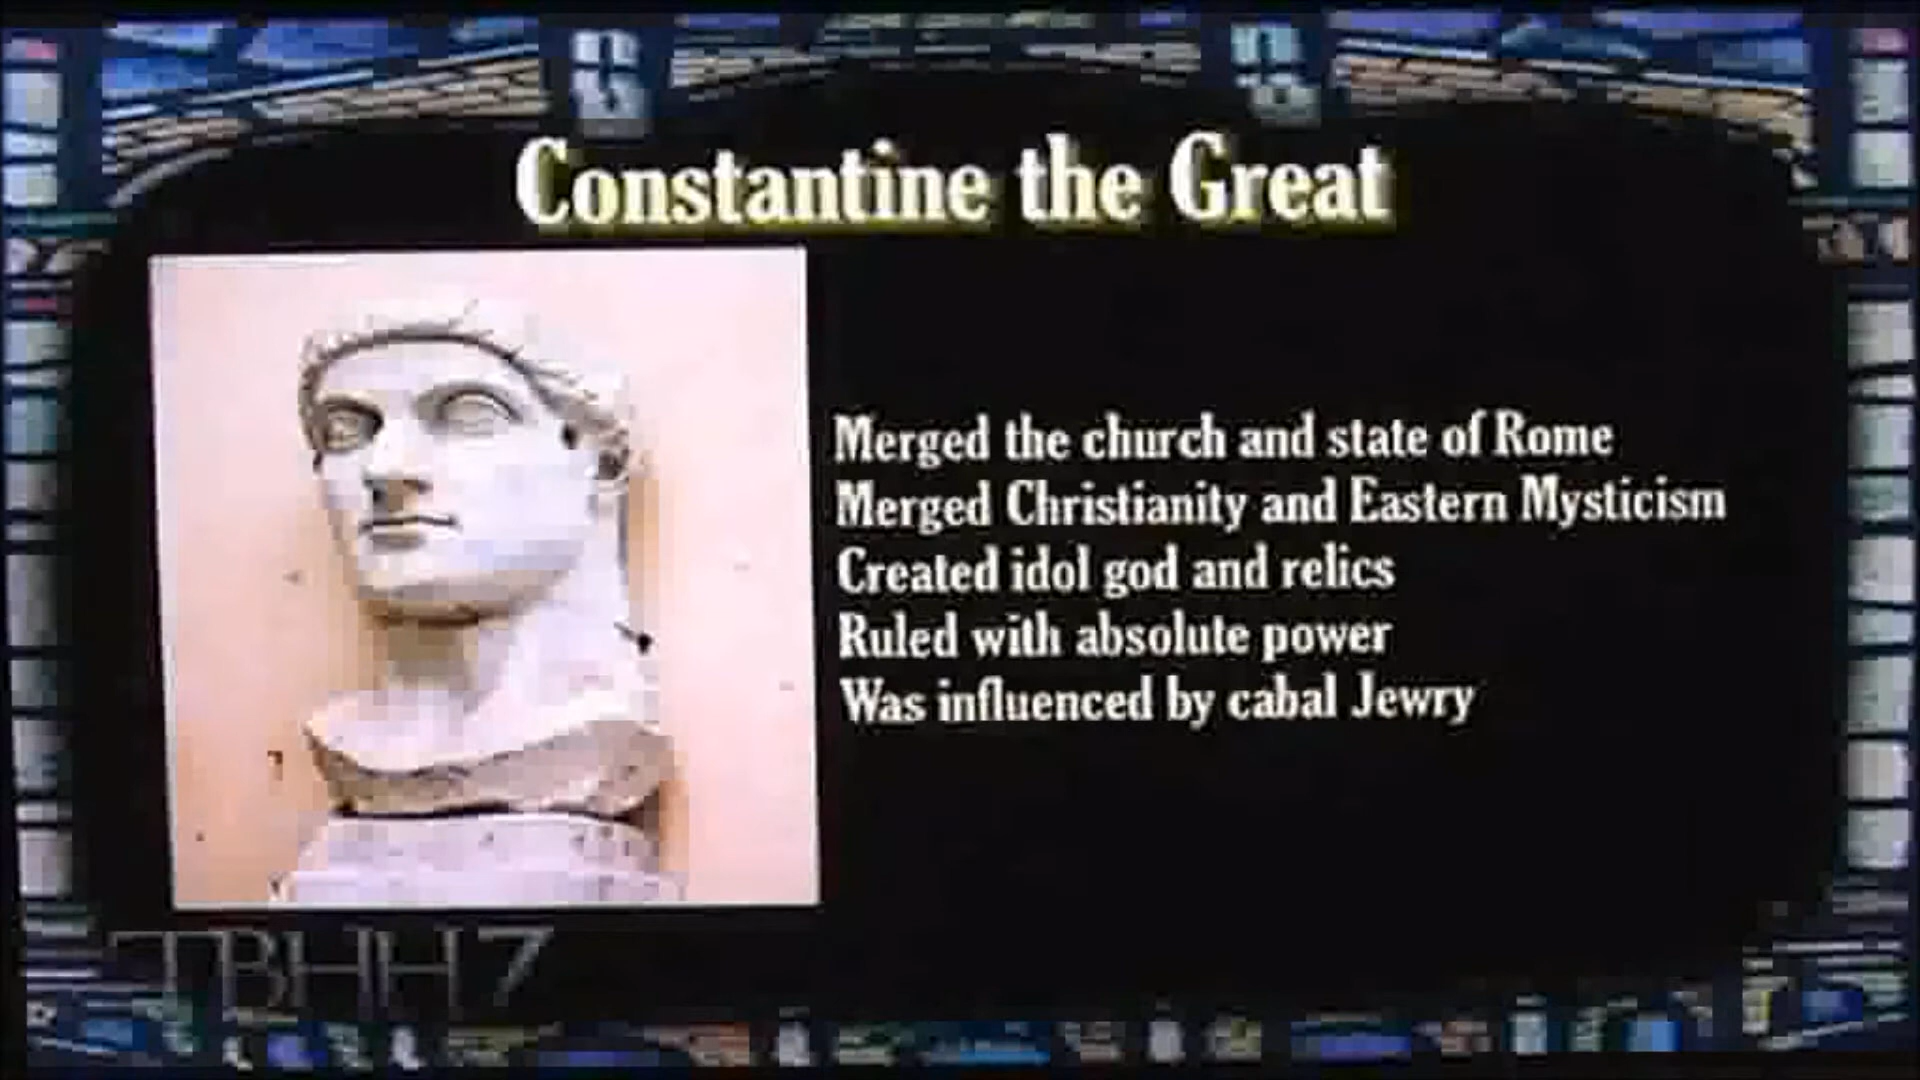 Constantine the Great
Merged the church and state of Rome
Merged Christianity and Eastern Mysticism
Created idol god and relics
Ruled with absolute power
Was influenced by cabal Jewry
TBHH7